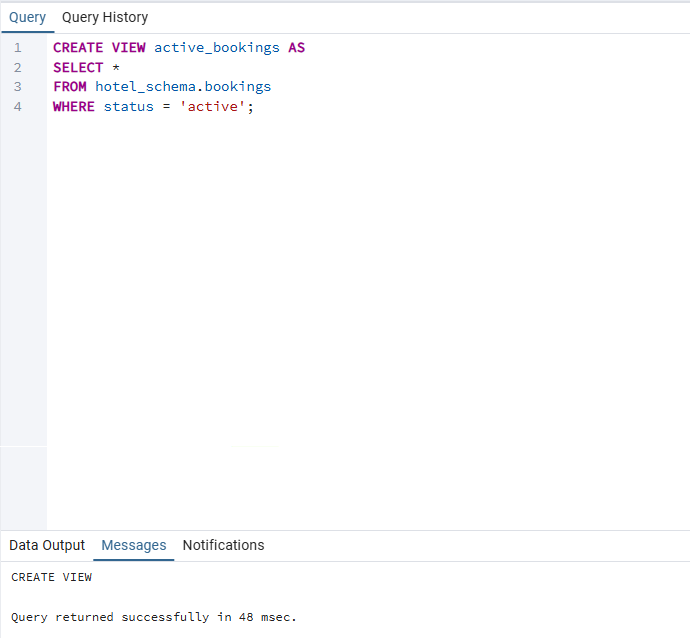 Query Query History
1 CREATE VIEW active_bookings AS
2 SELECT *
3 FROM hotel_schema.bookings
4 WHERE status = 'active';
Data Output Messages Notifications
CREATE VIEW
Query returned successfully in 48 msec.